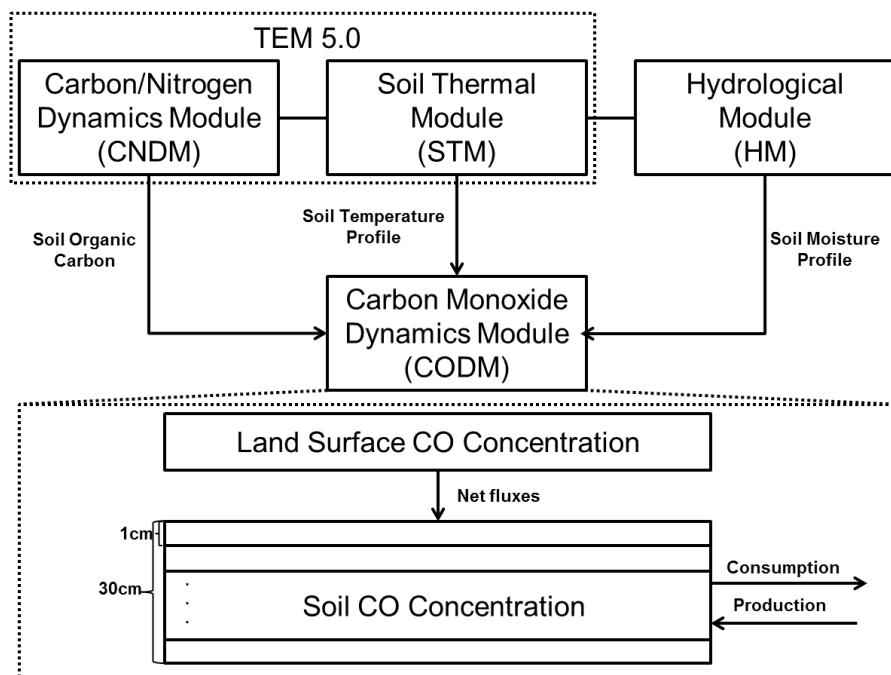 TEM 5.0
Carbon/Nitrogen
Dynamics Module
(CNDM)
Soil Thermal
Module
(STM)
Hydrological
Module
(HM)
Soil Organic
Carbon
Soil Temperature
Profile
Soil Moisture
Profile
Carbon Monoxide
Dynamics Module
(CODM)
Land Surface CO Concentration
Net fluxes
1cm
30cm
Soil CO Concentration
Consumption
Production